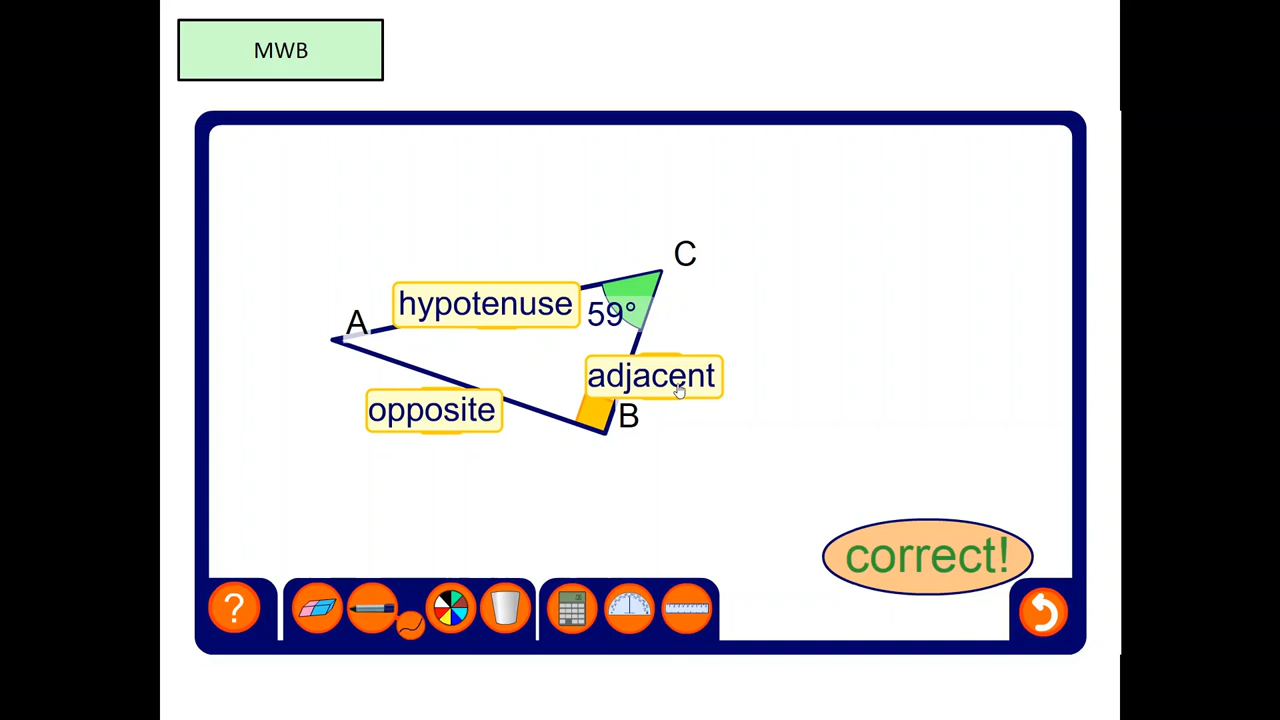 MWB
C
hypotenuse
59°
A
adjacent
opposite
B
correct!
?